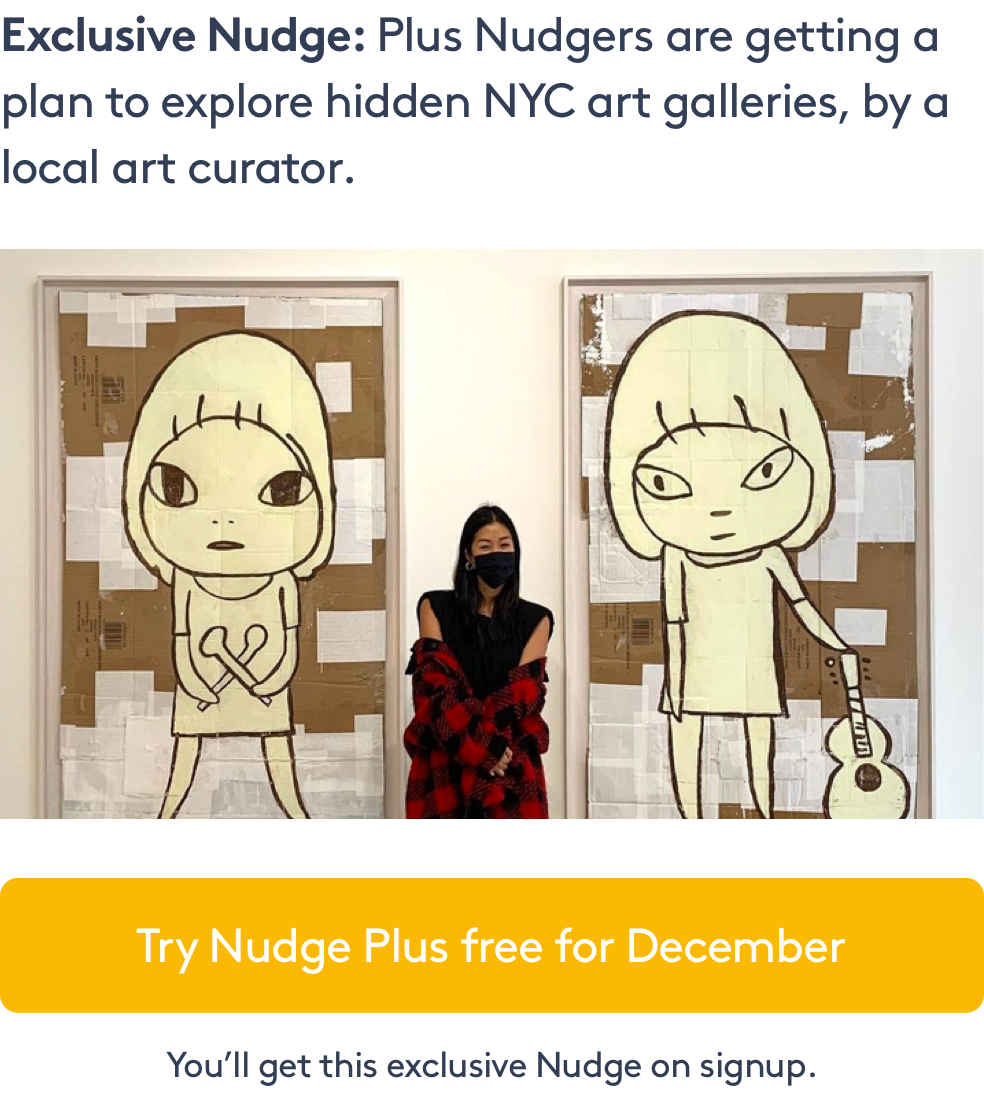 Exclusive Nudge: Plus Nudgers are getting a
plan to explore hidden NYC art galleries, by a
local art curator.
Try Nudge Plus free for December
You’ll get this exclusive Nudge on signup.